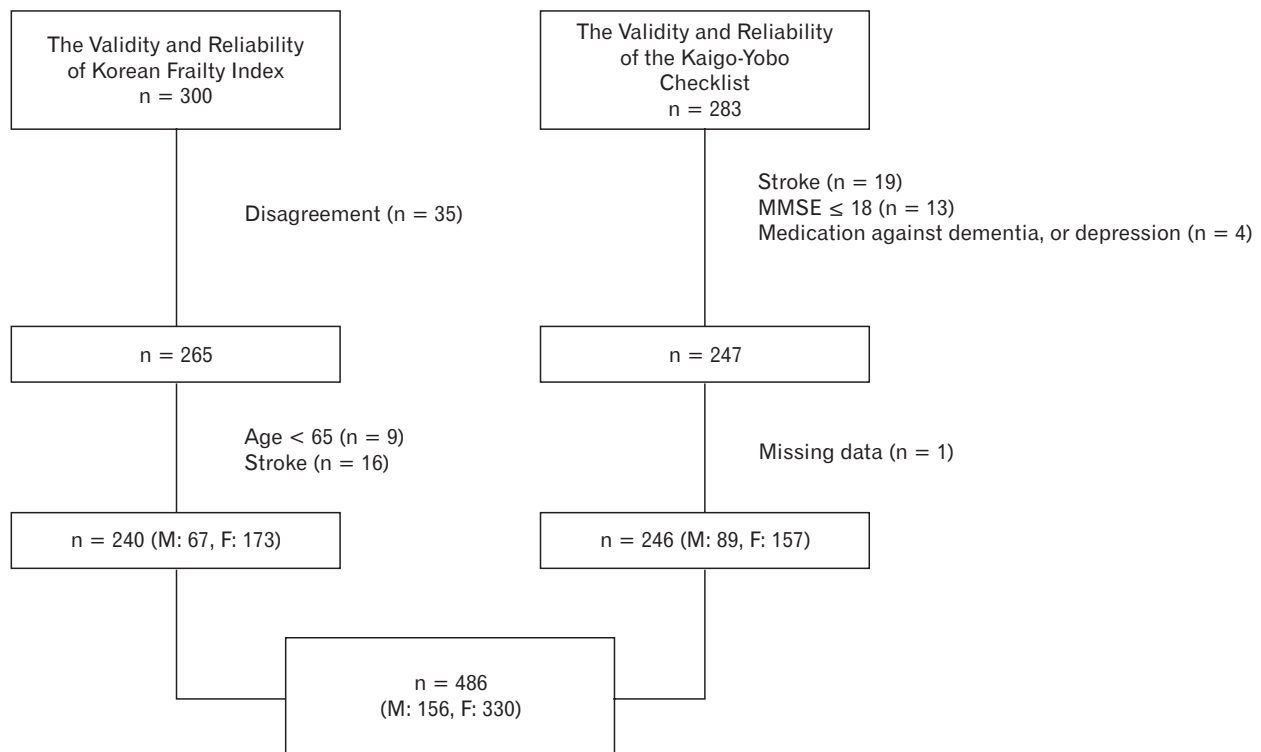 The Validity and Reliability
of Korean Frailty Index
n = 300
The Validity and Reliability
of the Kaigo-Yobo
Checklist
n = 283
Disagreement (n = 35)
Stroke (n = 19)
MMSE ≤ 18 (n = 13)
Medication against dementia, or depression (n = 4)
n = 265
n = 247
Age < 65 (n = 9)
Stroke (n = 16)
Missing data (n = 1)
n = 240 (M: 67, F: 173)
n = 246 (M: 89, F: 157)
n = 486
(M: 156, F: 330)